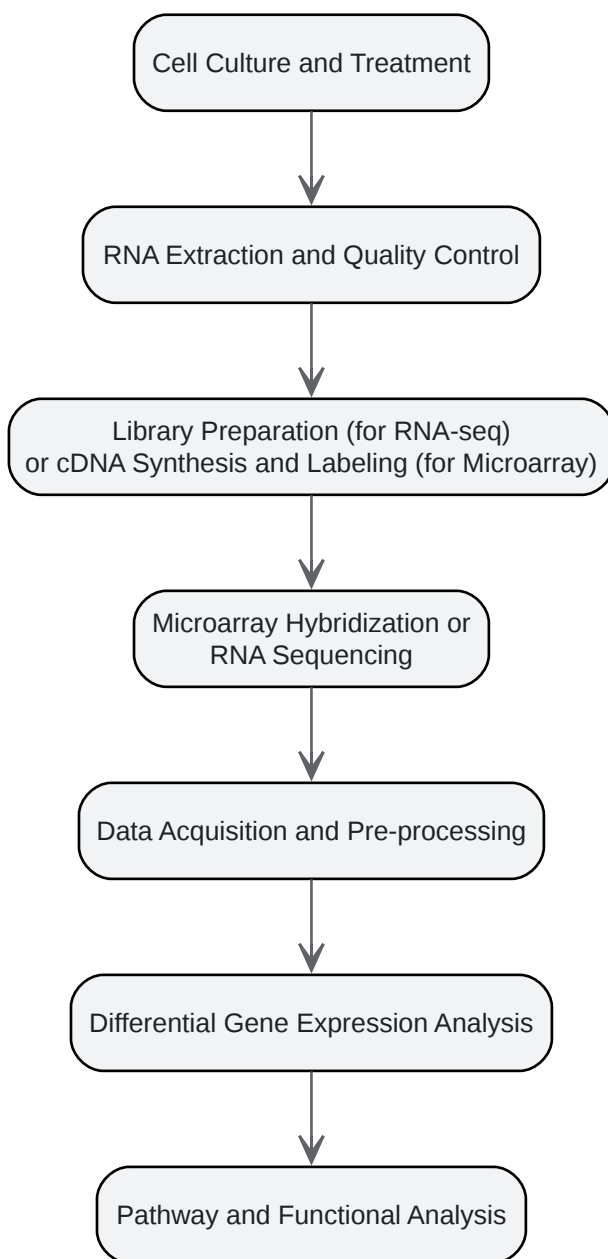 Cell Culture and Treatment
RNA Extraction and Quality Control
Library Preparation (for RNA-seq)
or cDNA Synthesis and Labeling (for Microarray)
Microarray Hybridization or
RNA Sequencing
Data Acquisition and Pre-processing
Differential Gene Expression Analysis
Pathway and Functional Analysis